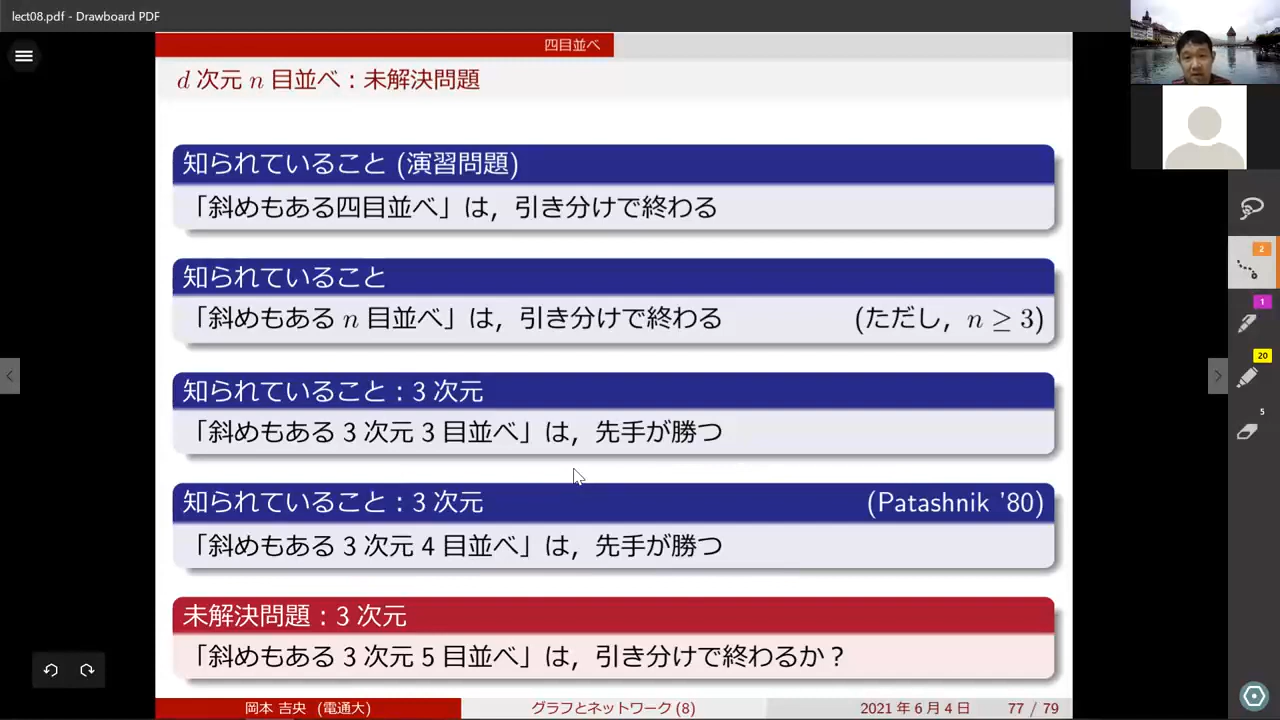 lect08.pdf - Drawboard PDF
四目並べ
d 次元 n 目並べ：未解決問題
知られていること (演習問題)
「斜めもある四目並べ」は，引き分けで終わる
知られていること
「斜めもある n 目並べ」は，引き分けで終わる (ただし，n ≥ 3)
知られていること：3 次元
「斜めもある 3 次元 3 目並べ」は，先手が勝つ
知られていること：3 次元 (Patashnik '80)
「斜めもある 3 次元 4 目並べ」は，先手が勝つ
未解決問題：3 次元
「斜めもある 3 次元 5 目並べ」は，引き分けで終わるか？
岡本 吉央 (電通大) グラフとネットワーク (8) 2021 年 6 月 4 日 77 / 79
2
1
20
5